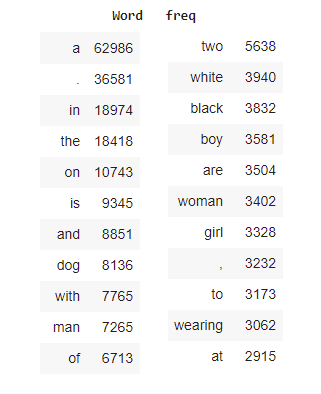 Word freq
a 62986
. 36581
in 18974
the 18418
on 10743
is 9345
and 8851
dog 8136
with 7765
man 7265
of 6713
two 5638
white 3940
black 3832
boy 3581
are 3504
woman 3402
girl 3328
, 3232
to 3173
wearing 3062
at 2915